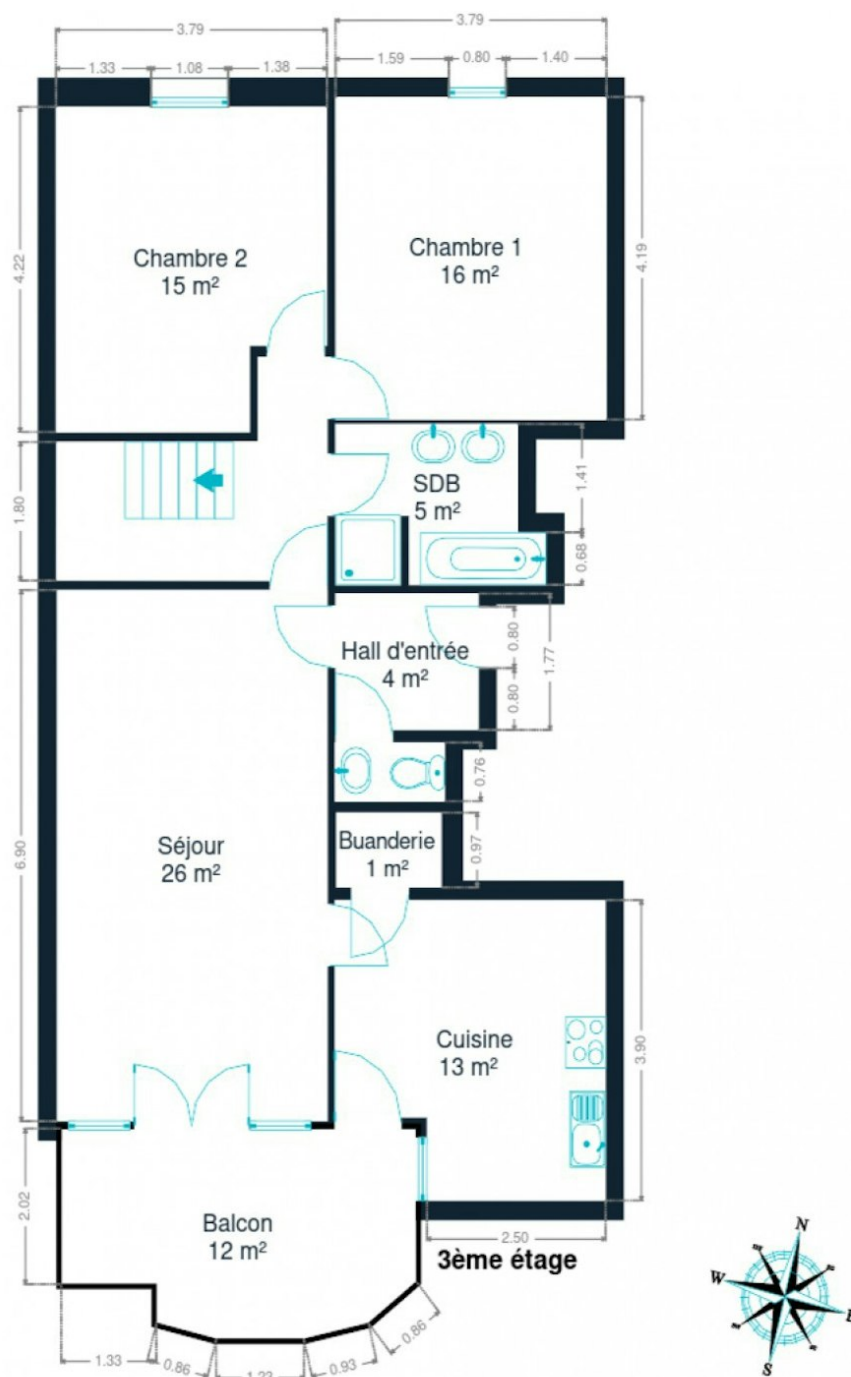 3.79
3.79
1.33
1.08
1.38
1.59
0.80
1.40
4.22
4.19
Chambre 2
15 m²
Chambre 1
16 m²
1.80
SDB
5 m²
1.41
0.68
Hall d'entrée
4 m²
0.80
0.80
1.77
0.76
6.90
Séjour
26 m²
Buanderie
1 m²
0.97
Cuisine
13 m²
3.90
2.02
Balcon
12 m²
2.50
3ème étage
1.33
0.86
1.23
0.93
0.86
N
W
E
S